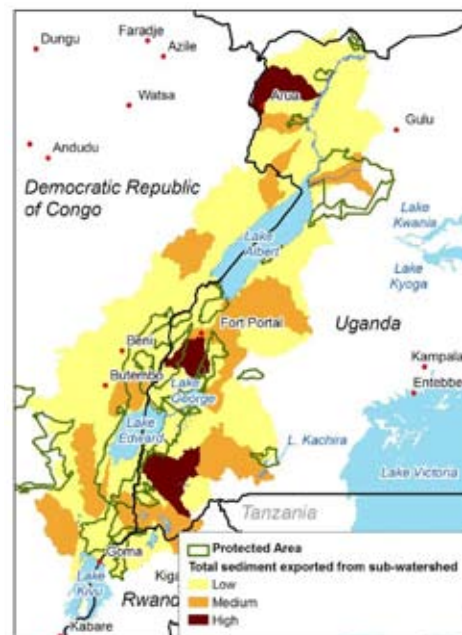 Faradje
Dungu
Azile
Arua
Watsa
Gulu
Andudu
Democratic Republic
of Congo
Lake
Kwania
Lake
Albert
Lake
Kyoga
Fort Portal
Uganda
Beni
Kampala
Lake
George
Entebbe
Butembo
Lake
Edward
L. Kachira
Lake Victoria
Tanzania
Goma
Lake
Kivu
Kiga
Rwand
Kabare
Protected Area
Total sediment exported from sub-watershed
Low
Medium
High